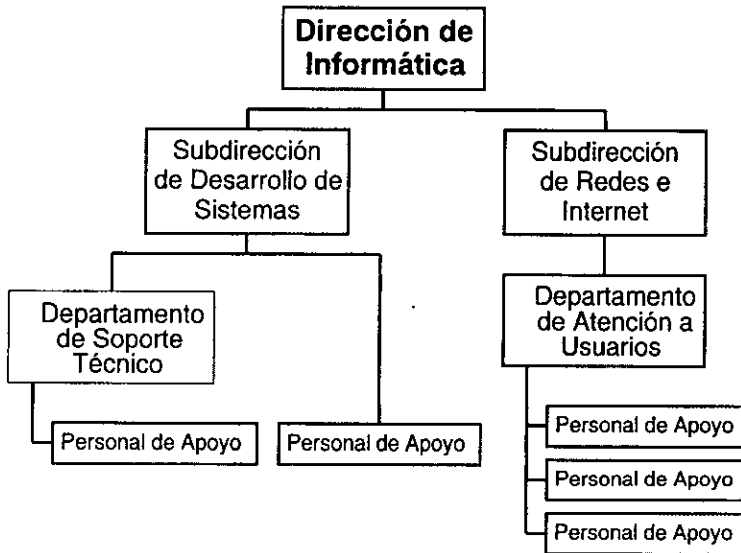 Dirección de
Informática
Subdirección
de Desarrollo de
Sistemas
Subdirección
de Redes e
Internet
Departamento
de Soporte
Técnico
Departamento
de Atención a
Usuarios
Personal de Apoyo
Personal de Apoyo
Personal de Apoyo
Personal de Apoyo
Personal de Apoyo